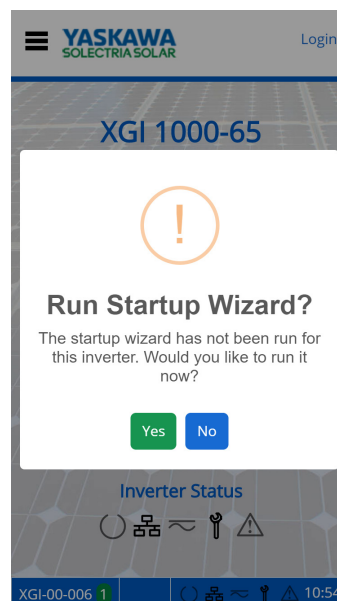 YASKAWA
SOLECTRIA SOLAR
Login
XGI 1000-65
!
Run Startup Wizard?
The startup wizard has not been run for
this inverter. Would you like to run it
now?
Yes No
Inverter Status
XGI-00-006 1 10:54